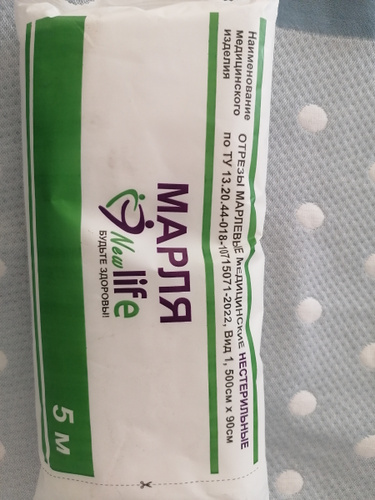 Наименование
медицинского
изделия
ОТРЕЗЫ МАРЛЕВЫЕ МЕДИЦИНСКИЕ НЕСТЕРИЛЬНЫЕ
по ТУ 13.20.44-018-10715071-2022, Вид 1, 500см х 90см
МАРЛЯ
New life
БУДЬТЕ ЗДОРОВЫ!
5 м